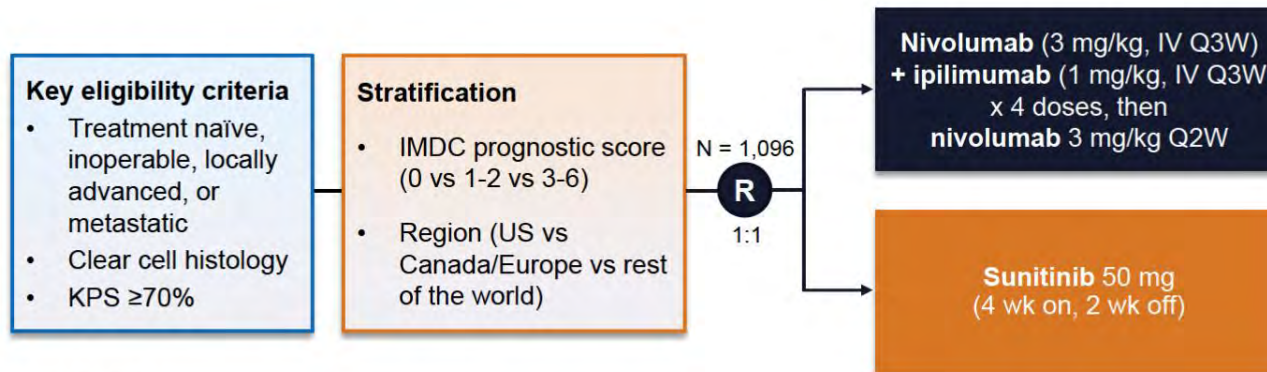 Key eligibility criteria
• Treatment naïve,
inoperable, locally
advanced, or
metastatic
• Clear cell histology
• KPS ≥70%
Stratification
• IMDC prognostic score
(0 vs 1-2 vs 3-6)
• Region (US vs
Canada/Europe vs rest
of the world)
N = 1,096
R
1:1
Nivolumab (3 mg/kg, IV Q3W)
+ ipilimumab (1 mg/kg, IV Q3W
x 4 doses, then
nivolumab 3 mg/kg Q2W
Sunitinib 50 mg
(4 wk on, 2 wk off)